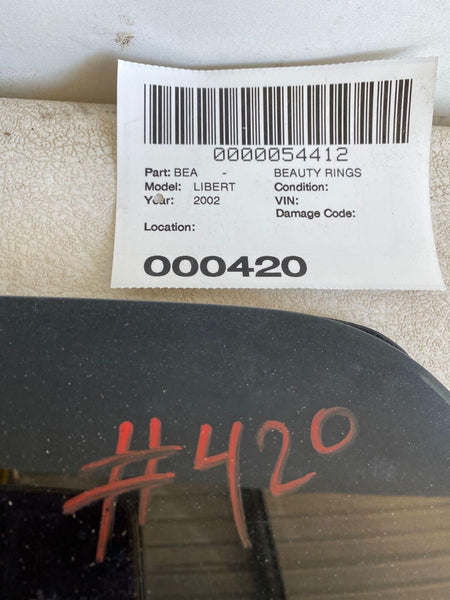 0000054412
Part: BEA - BEAUTY RINGS
Model: LIBERT Condition:
Year: 2002 VIN:
Damage Code:
Location:
000420
#420